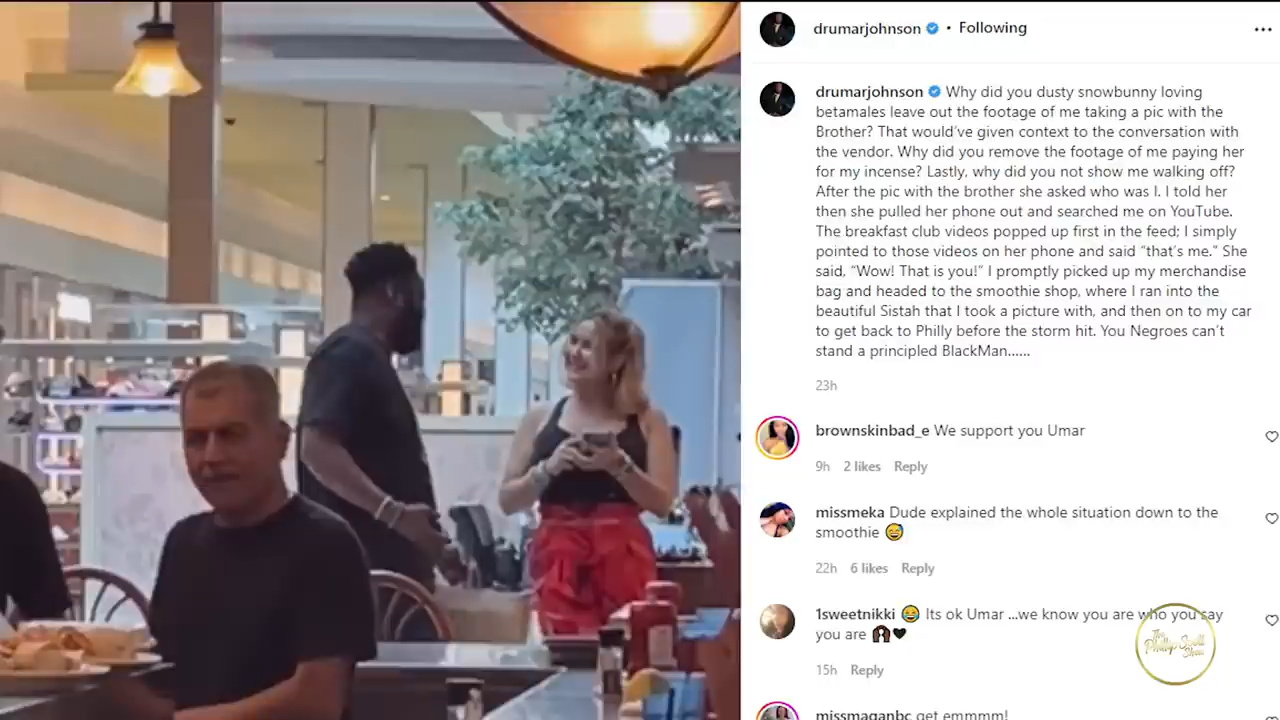 drumarjohnson • Following
drumarjohnson Why did you dusty snowbunny loving
betamales leave out the footage of me taking a pic with the
Brother? That would've given context to the conversation with
the vendor. Why did you remove the footage of me paying her
for my incense? Lastly, why did you not show me walking off?
After the pic with the brother she asked who was I. I told her
then she pulled her phone out and searched me on YouTube.
The breakfast club videos popped up first in the feed; I simply
pointed to those videos on her phone and said “that's me.” She
said, “Wow! That is you!” I promptly picked up my merchandise
bag and headed to the smoothie shop, where I ran into the
beautiful Sistah that I took a picture with, and then on to my car
to get back to Philly before the storm hit. You Negroes can't
stand a principled BlackMan......
23h
brownskinbad_e We support you Umar
9h 2 likes Reply
missmeka Dude explained the whole situation down to the
smoothie 😅
22h 6 likes Reply
1sweetnikki 😂 Its ok Umar ...we know you are who you say
you are 🖤
15h Reply
The
Philly Scroll
Show
missmaganbc get emmmm!